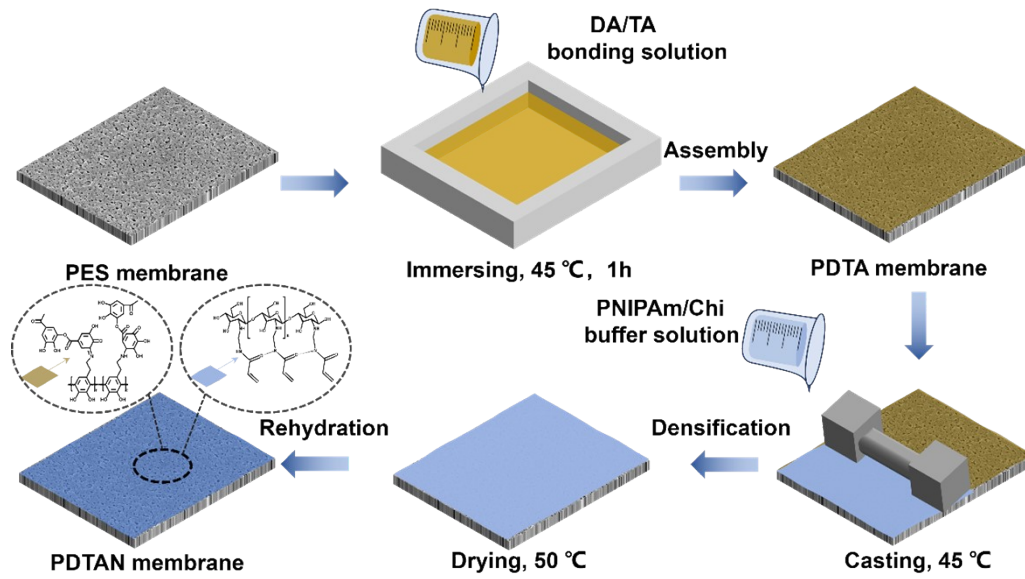 DA/TA
bonding solution
Assembly
PES membrane
Immersing, 45 ℃, 1h
PDTA membrane
PNIPAm/Chi
buffer solution
Rehydration
Densification
PDTAN membrane
Drying, 50 ℃
Casting, 45 ℃